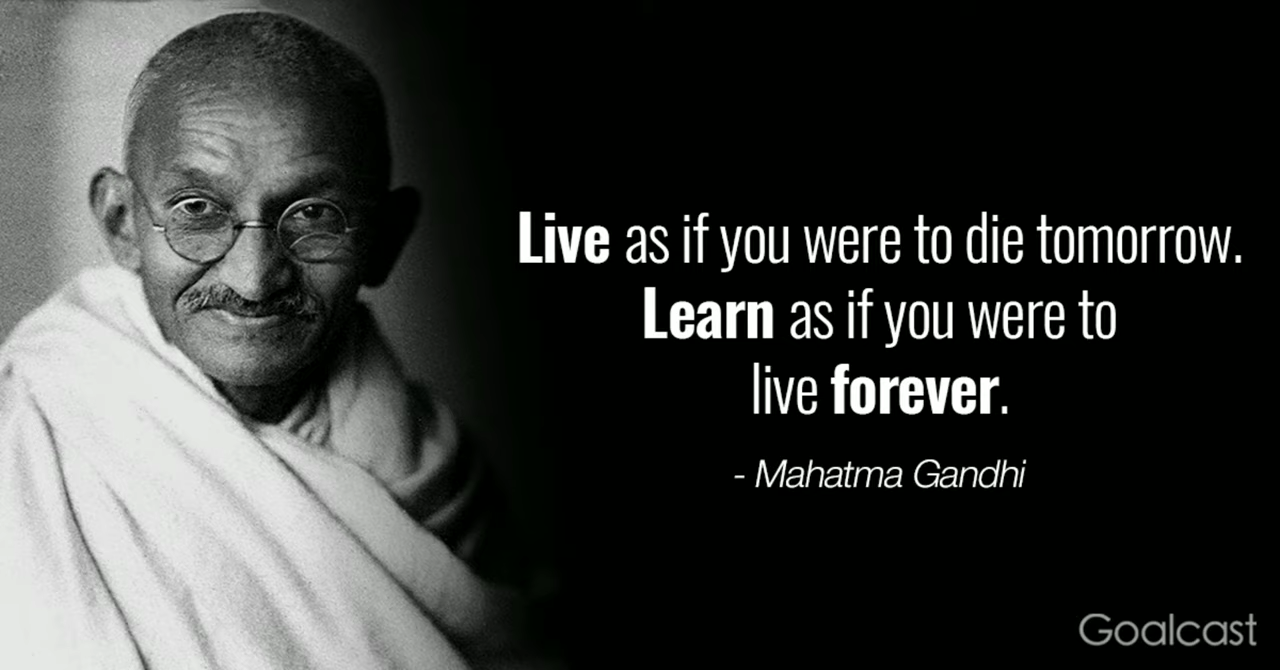 Live as if you were to die tomorrow.
Learn as if you were to
live forever.
- Mahatma Gandhi
Goalcast